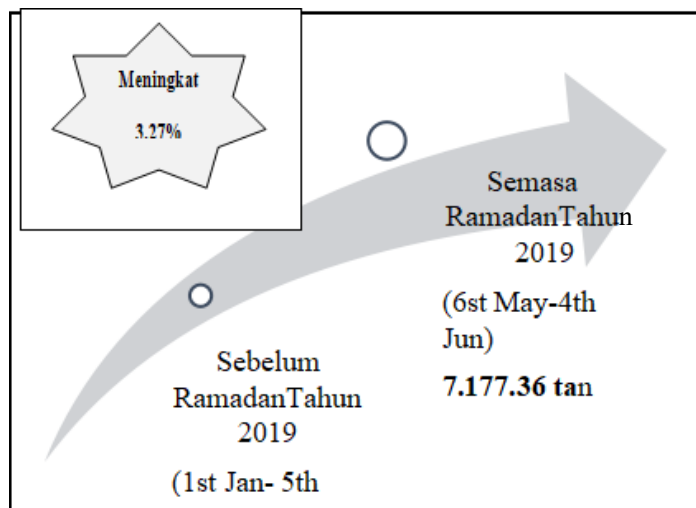 Meningkat
3.27%
Sebelum
RamadanTahun
2019
(1st Jan- 5th
Semasa
RamadanTahun
2019
(6st May-4th
Jun)
7.177.36 tan